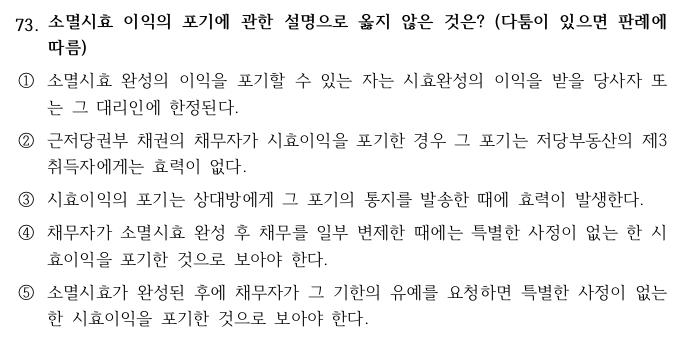 73. 소멸시효 이익의 포기에 관한 설명으로 옳지 않은 것은? (다툼이 있으면 판례에
따름)
① 소멸시효 완성의 이익을 포기할 수 있는 자는 시효완성의 이익을 받을 당사자 또
는 그 대리인에 한정된다.
② 근저당권부 채권의 채무자가 시효이익을 포기한 경우 그 포기는 저당부동산의 제3
취득자에게는 효력이 없다.
③ 시효이익의 포기는 상대방에게 그 포기의 통지를 발송한 때에 효력이 발생한다.
④ 채무자가 소멸시효 완성 후 채무를 일부 변제한 때에는 특별한 사정이 없는 한 시
효이익을 포기한 것으로 보아야 한다.
⑤ 소멸시효가 완성된 후에 채무자가 그 기한의 유예를 요청하면 특별한 사정이 없는
한 시효이익을 포기한 것으로 보아야 한다.